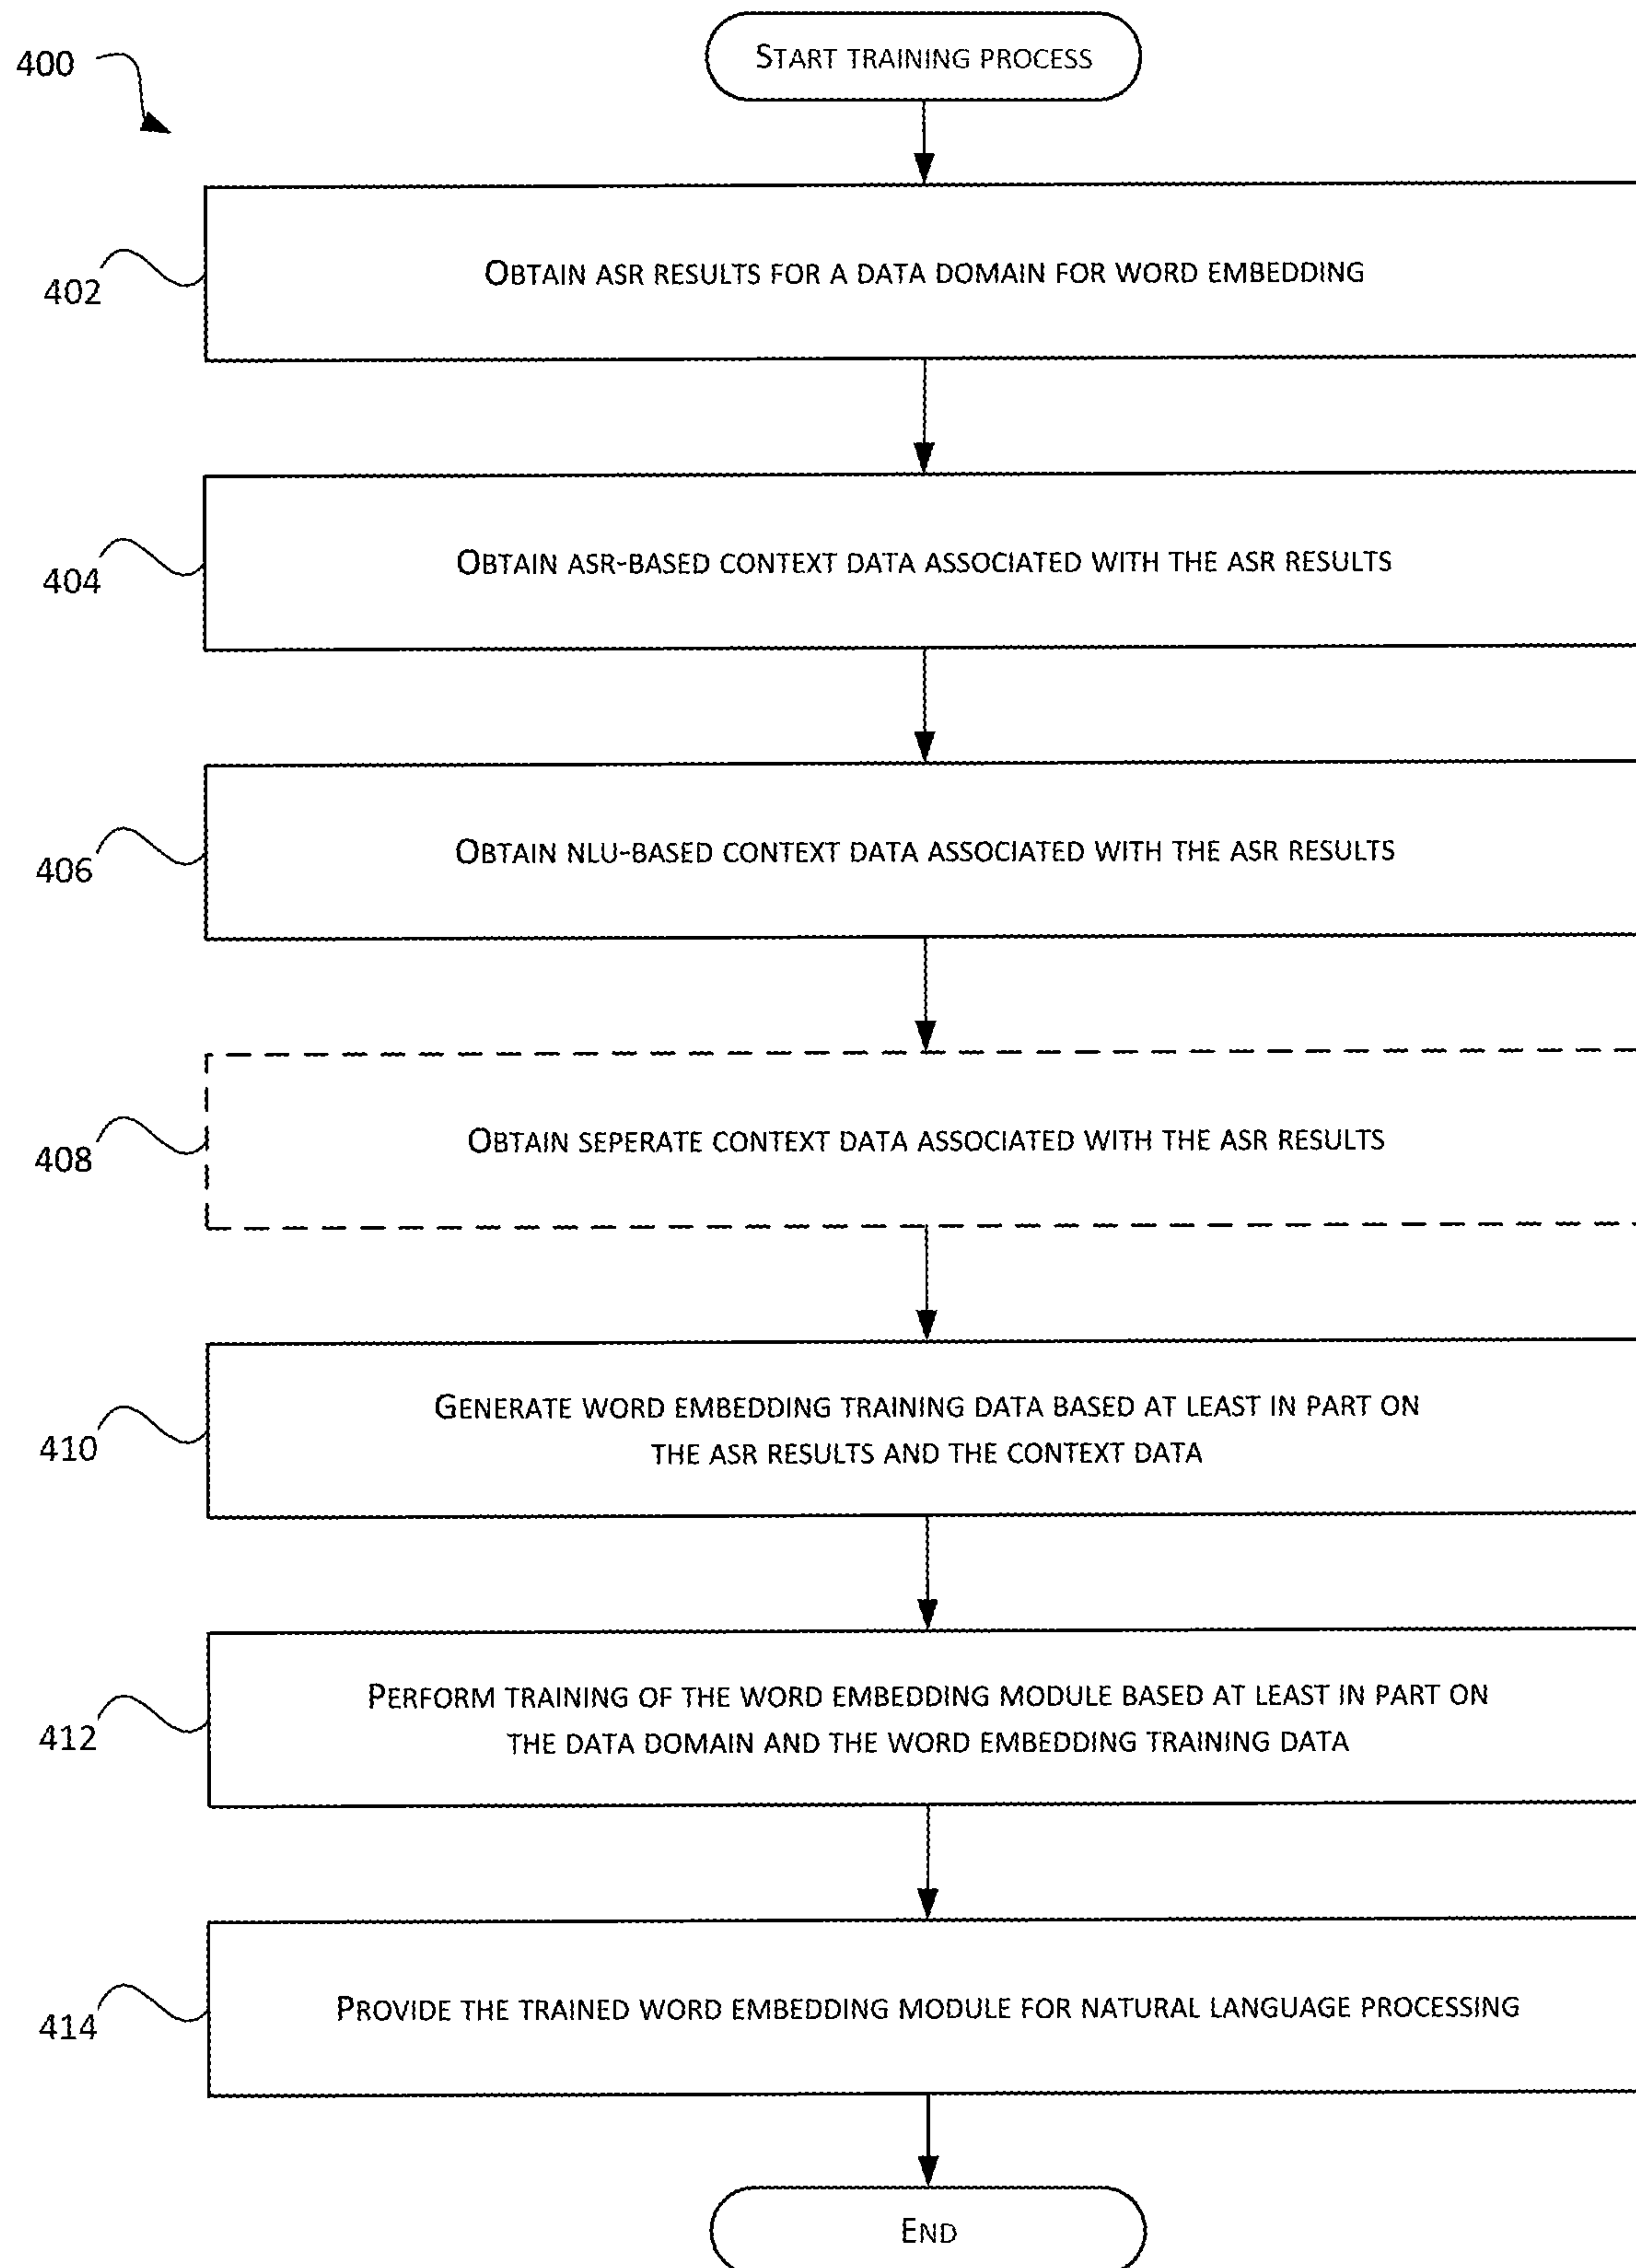 400
START TRAINING PROCESS
402
OBTAIN ASR RESULTS FOR A DATA DOMAIN FOR WORD EMBEDDING
404
OBTAIN ASR-BASED CONTEXT DATA ASSOCIATED WITH THE ASR RESULTS
406
OBTAIN NLU-BASED CONTEXT DATA ASSOCIATED WITH THE ASR RESULTS
408
OBTAIN SEPERATE CONTEXT DATA ASSOCIATED WITH THE ASR RESULTS
410
GENERATE WORD EMBEDDING TRAINING DATA BASED AT LEAST IN PART ON
THE ASR RESULTS AND THE CONTEXT DATA
412
PERFORM TRAINING OF THE WORD EMBEDDING MODULE BASED AT LEAST IN PART ON
THE DATA DOMAIN AND THE WORD EMBEDDING TRAINING DATA
414
PROVIDE THE TRAINED WORD EMBEDDING MODULE FOR NATURAL LANGUAGE PROCESSING
END